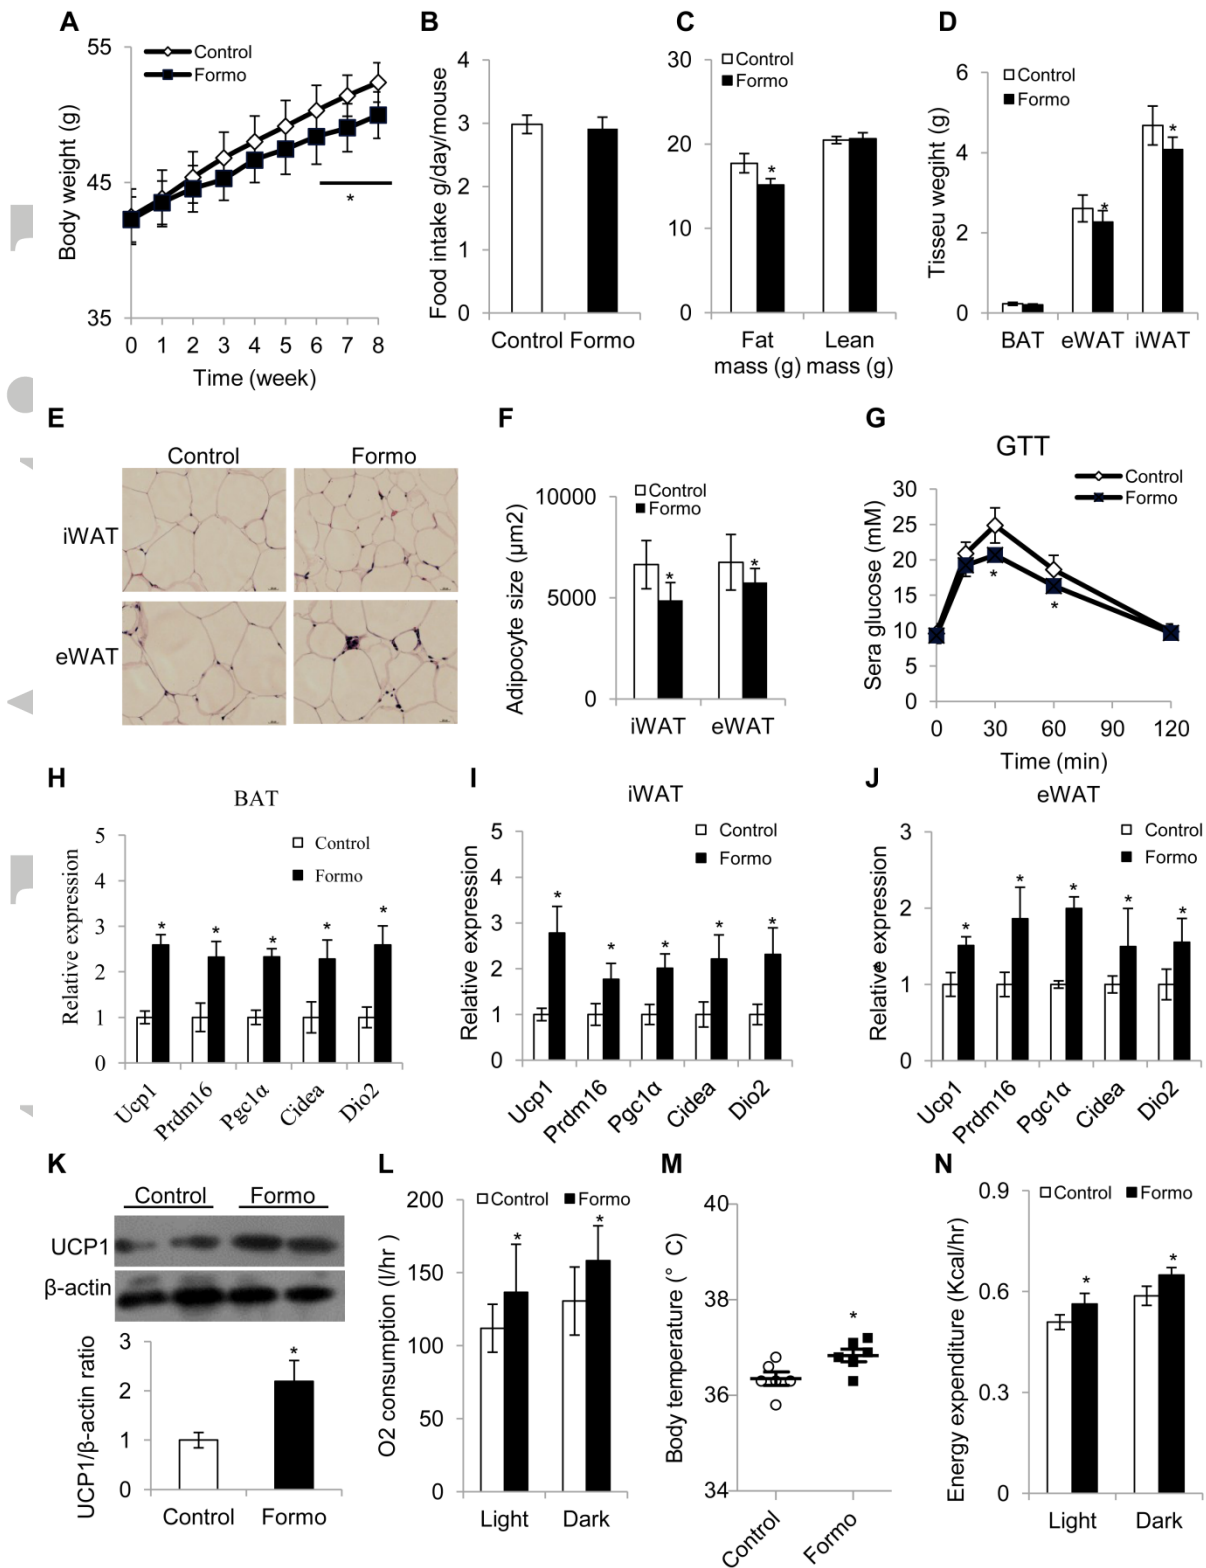 A
Body weight (g)
55
45
35
Control
Formo
*
0 1 2 3 4 5 6 7 8
Time (week)
B
Food intake g/day/mouse
4
3
2
1
0
Control Formo
C
30
20
10
0
Control
Formo
*
Fat mass (g)
Lean mass (g)
D
Tisseu wegiht (g)
6
4
2
0
Control
Formo
*
*
BAT eWAT iWAT
E
Control Formo
iWAT
eWAT
F
Adipocyte size (µm2)
10000
5000
0
Control
Formo
*
*
iWAT eWAT
G
GTT
Control
Formo
Sera glucose (mM)
30
25
20
15
10
5
0
*
*
0 30 60 90 120
Time (min)
H
BAT
Relative expression
5
4
3
2
1
0
Control
Formo
* * * * *
Ucp1 Prdm16 Pgc1α Cidea Dio2
I
iWAT
Relative expression
5
4
3
2
1
0
Control
Formo
* * * * *
Ucp1 Prdm16 Pgc1α Cidea Dio2
J
eWAT
Relative expression
3
2
1
0
Control
Formo
* * * * *
Ucp1 Prdm16 Pgc1α Cidea Dio2
K
Control Formo
UCP1
β-actin
UCP1/β-actin ratio
3
2
1
0
*
Control Formo
L
O2 consumption (l/hr)
200
150
100
50
0
Control Formo
*
*
Light Dark
M
Body temperature (° C)
40
38
36
34
*
Control Formo
N
Energy expenditure (Kcal/hr)
0.9
0.6
0.3
0
Control Formo
*
*
Light Dark